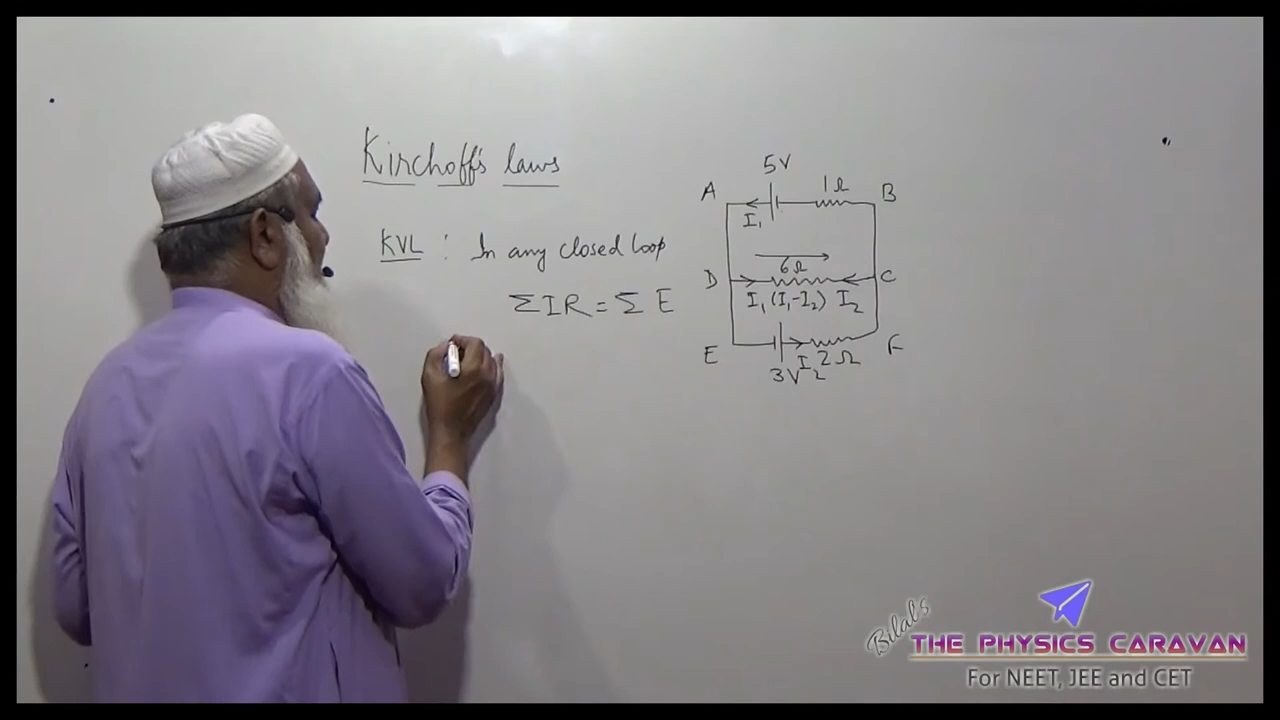 Kirchoff's laws
KVL : In any closed loop
ΣIR = Σ E
5V
A
1Ω
B
I₁
6Ω
D
C
I₁ (I₁-I₂) I₂
E
F
I₂ 2Ω
3V
Bilal's
THE PHYSICS CARAVAN
For NEET, JEE and CET